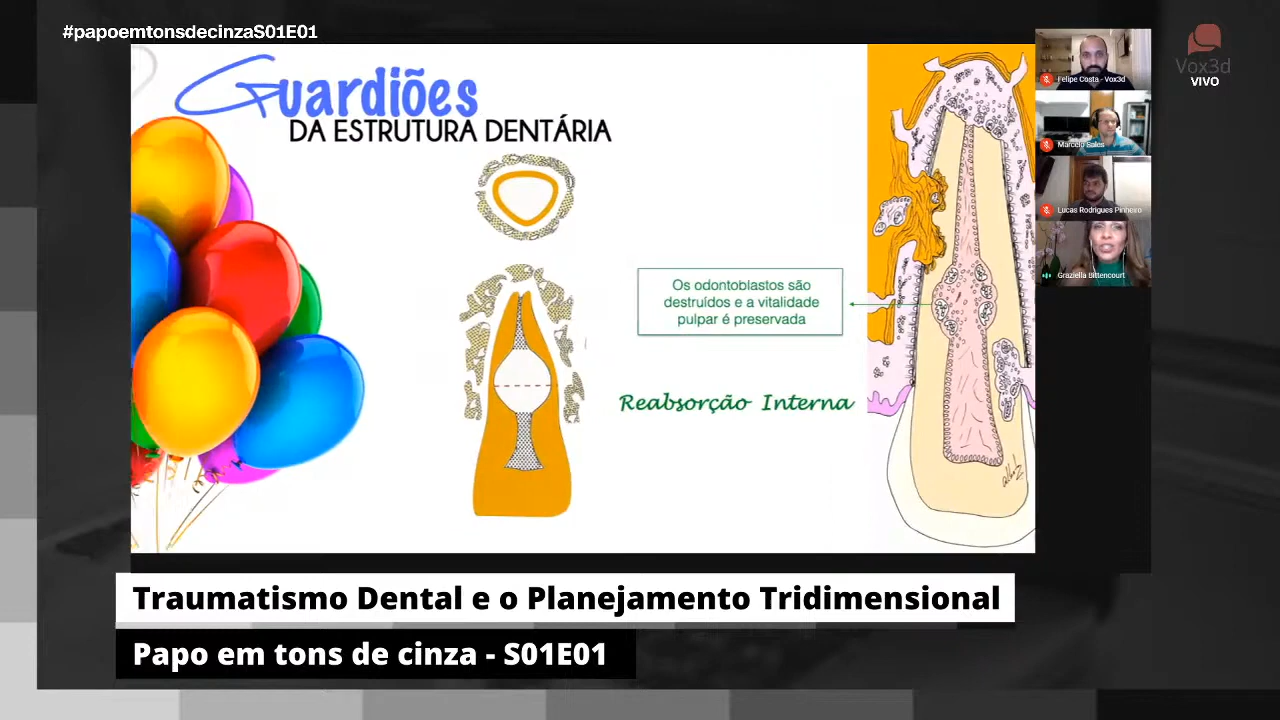 #papoemtonsdecinzaS01E01
Guardiões
DA ESTRUTURA DENTÁRIA
Os odontoblastos são
destruídos e a vitalidade
pulpar é preservada
Reabsorção Interna
Felipe Costa - Vox3d
Marcelo Sales
Lucas Rodrigues Pinheiro
Graziella Bittencourt
Vox3d
VIVO
Traumatismo Dental e o Planejamento Tridimensional
Papo em tons de cinza - S01E01